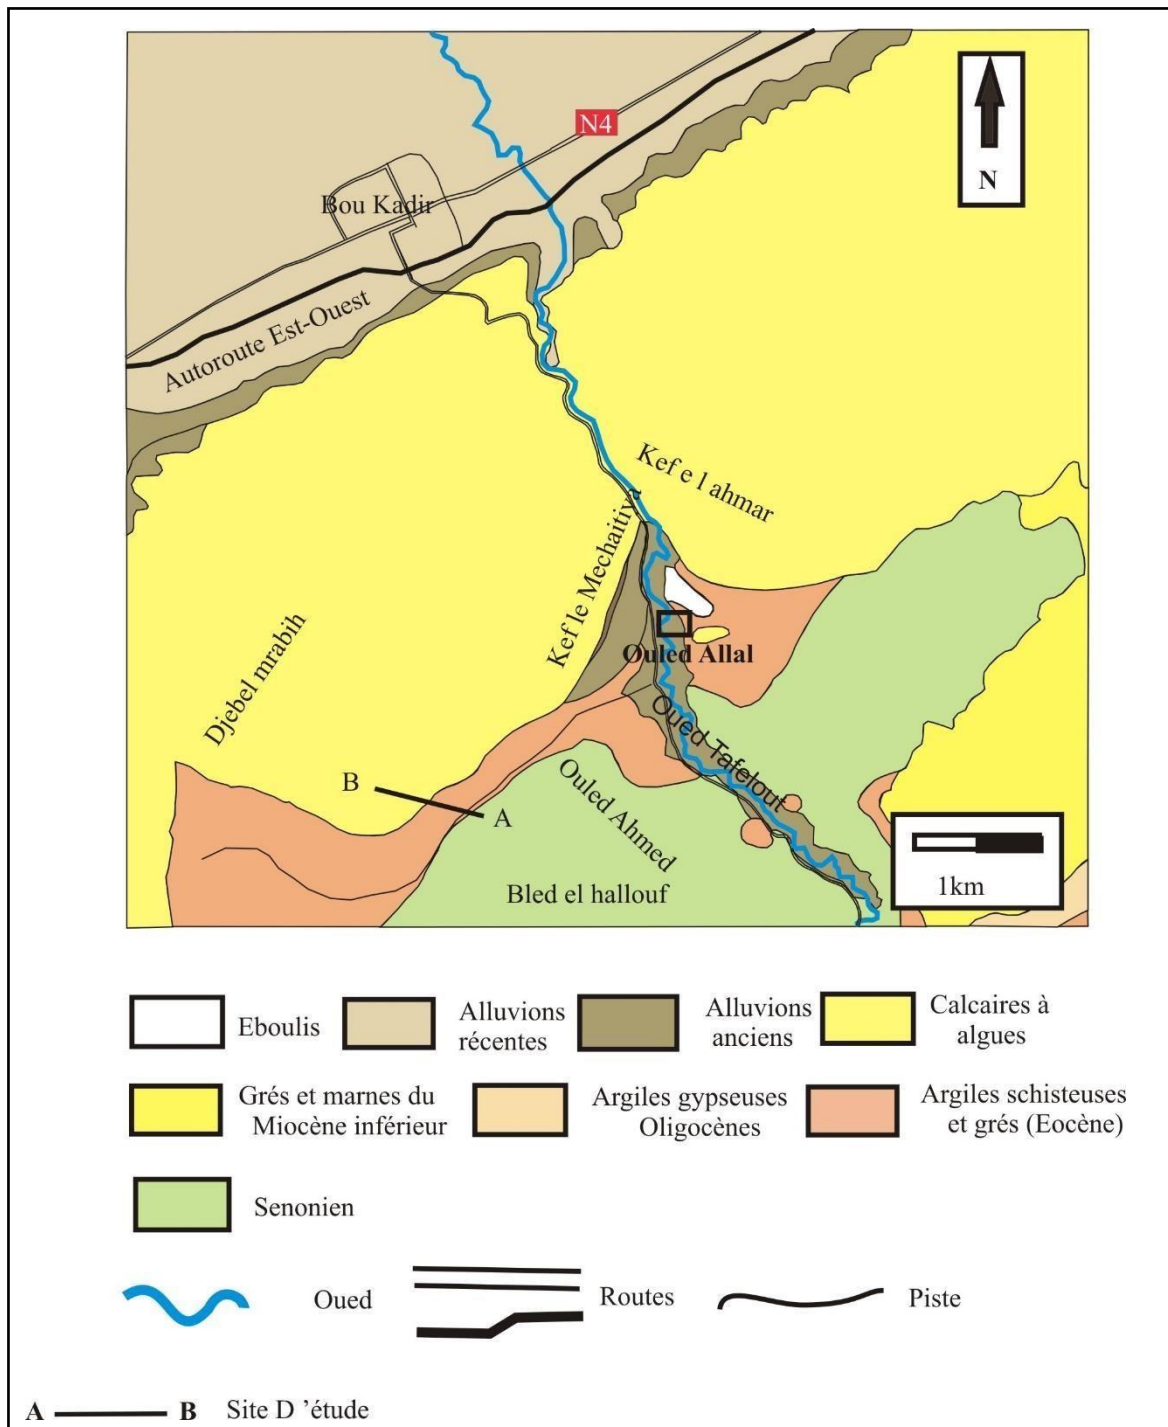 N4
N
Bou Kadir
Autoroute Est-Ouest
Kef e l ahmar
Kef le Mechaitiya
Djebel mrabih
Ouled Allal
Oued Tafelout
B
A
Ouled Ahmed
Bled el hallouf
1km
Eboulis
Alluvions
récentes
Alluvions
anciens
Calcaires à
algues
Grés et marnes du
Miocène inférieur
Argiles gypseuses
Oligocènes
Argiles schisteuses
et grés (Eocène)
Senonien
Oued
Routes
Piste
A B Site D ’étude